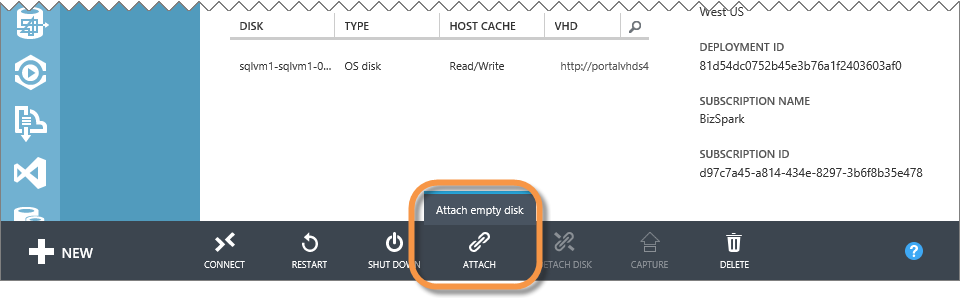 West US
DISK TYPE HOST CACHE VHD
DEPLOYMENT ID
sqlvm1-sqlvm1-0... OS disk Read/Write http://portalvhds4
81d54dc0752b45e3b76a1f2403603af0
SUBSCRIPTION NAME
BizSpark
SUBSCRIPTION ID
d97c7a45-a814-434e-8297-3b6f8b35e478
Attach empty disk
NEW
CONNECT RESTART SHUT DOWN ATTACH ETACH DISK CAPTURE DELETE
?